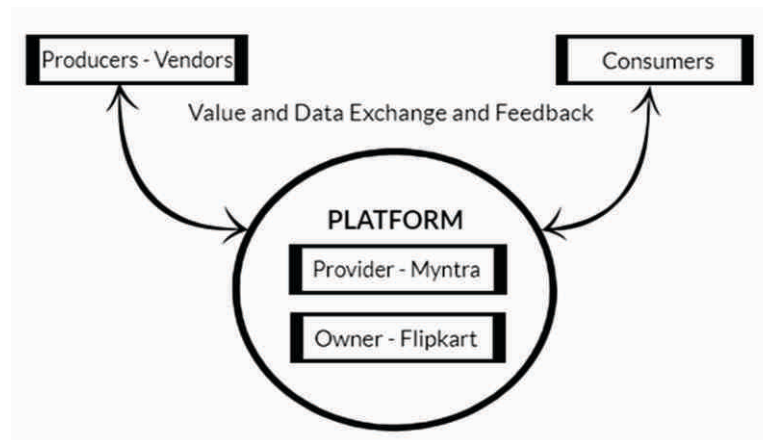 Producers - Vendors
Consumers
Value and Data Exchange and Feedback
PLATFORM
Provider - Myntra
Owner - Flipkart